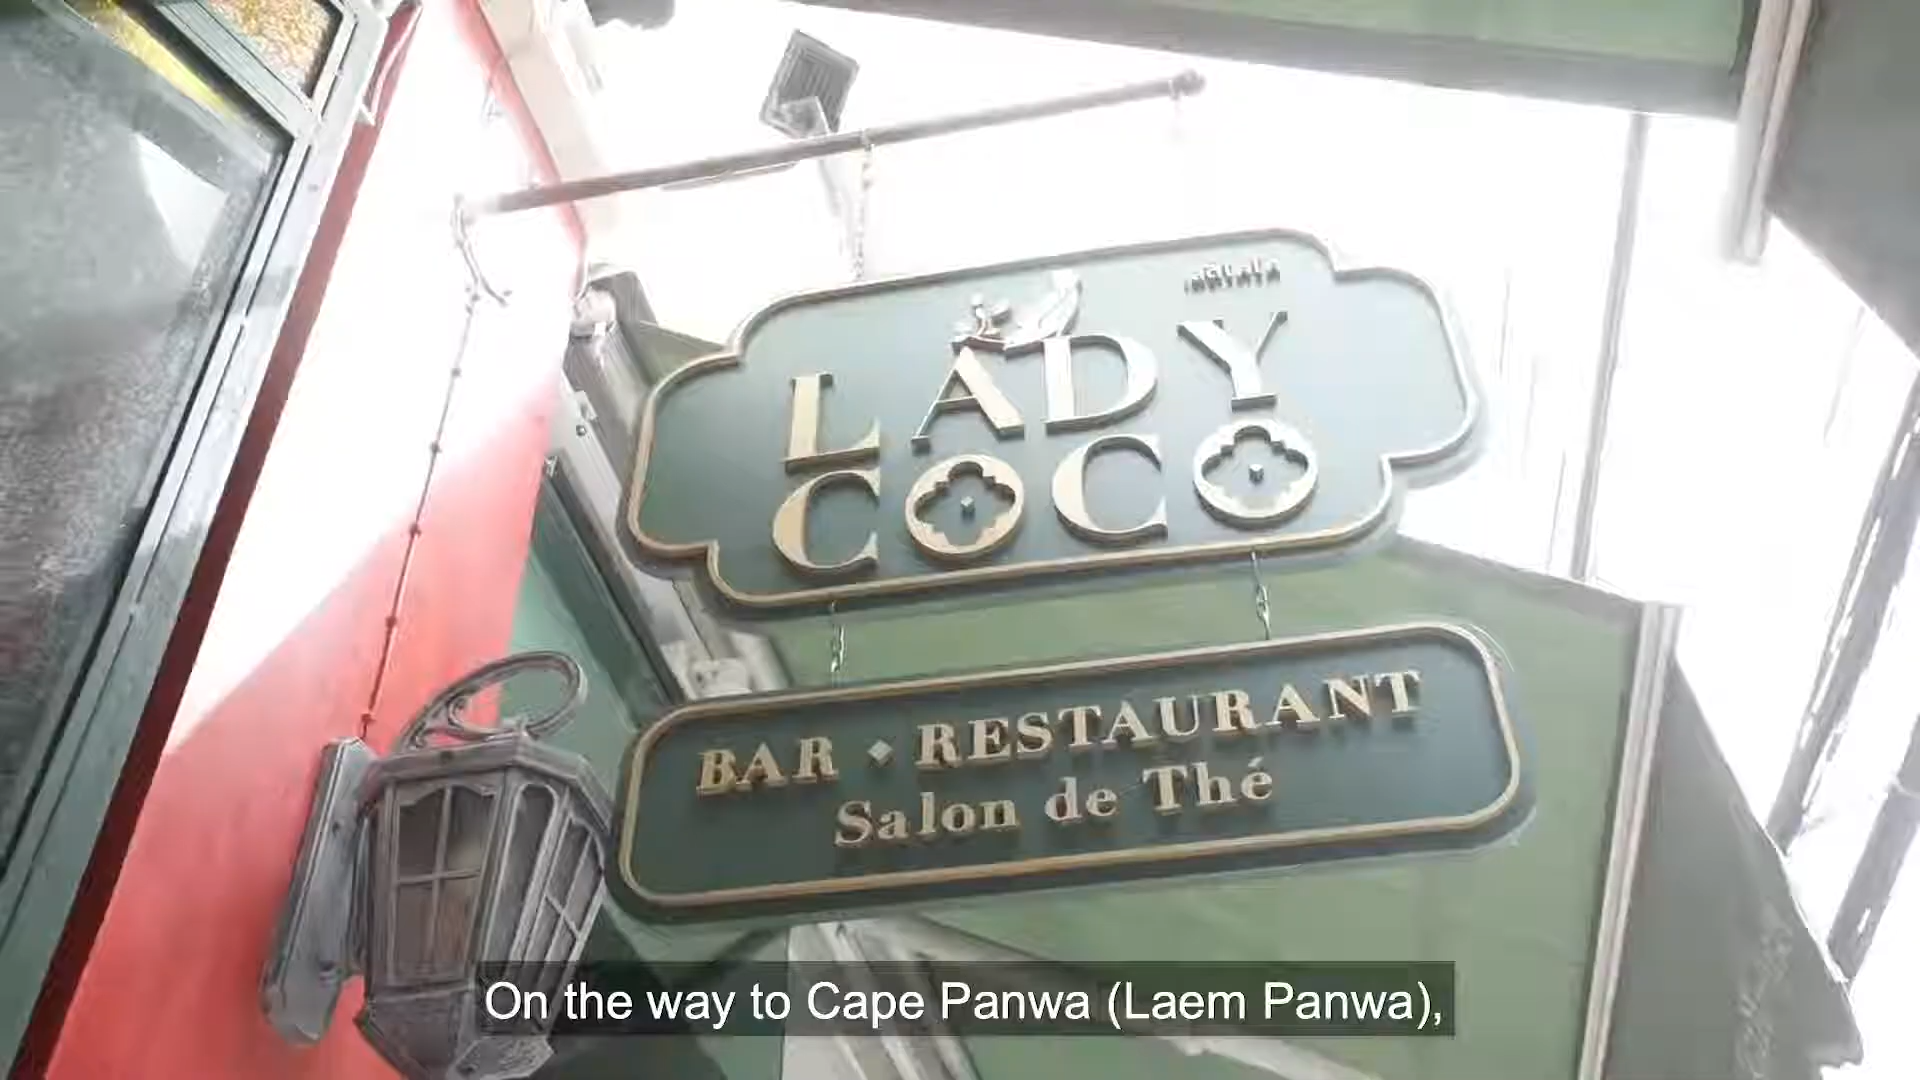 LADY
COCO
BAR • RESTAURANT
Salon de Thé
On the way to Cape Panwa (Laem Panwa),